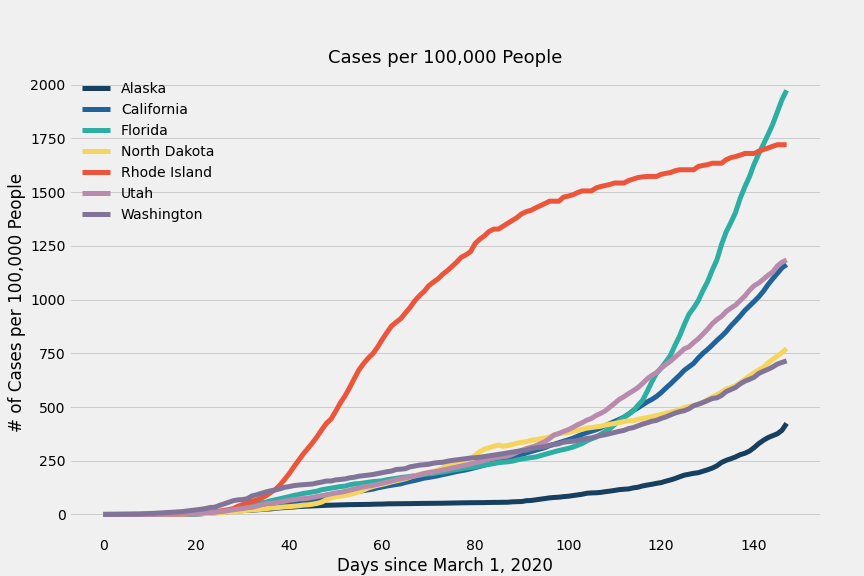 Cases per 100,000 People
# of Cases per 100,000 People
2000
1750
1500
1250
1000
750
500
250
0
Alaska
California
Florida
North Dakota
Rhode Island
Utah
Washington
0 20 40 60 80 100 120 140
Days since March 1, 2020